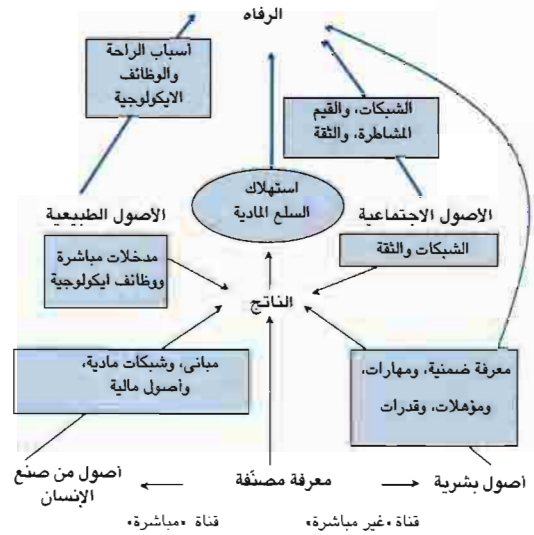 الرفاه
أسباب الراحة
والوظائف
الايكولوجية
الشبكات، والقيم
المشاطرة، والثقة
استهلاك
السلع المادية
الأصول الاجتماعية
الأصول الطبيعية
الشبكات والثقة
مدخلات مباشرة
ووظائف ايكولوجية
الناتج
معرفة ضمنية، ومهارات،
ومؤهلات، وقدرات
مبانى، وشبكات مادية،
وأصول مالية
أصول بشرية
معرفة مصنّفة
أصول من صنع
الإنسان
قناة «غير مباشرة»
قناة «مباشرة»